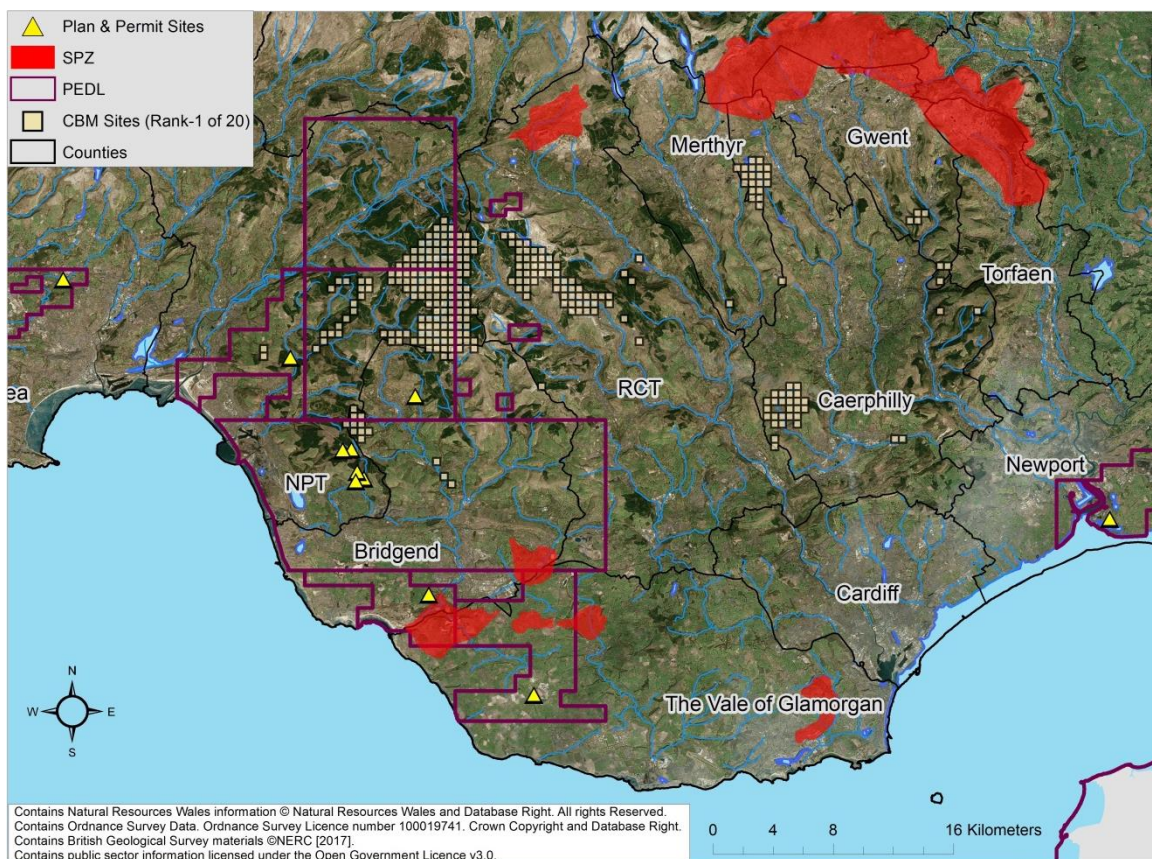 Plan & Permit Sites
SPZ
PEDL
CBM Sites (Rank-1 of 20)
Counties
Merthyr
Gwent
Torfaen
ea
RCT
Caerphilly
Newport
NPT
Bridgend
Cardiff
The Vale of Glamorgan
N
W E
S
Contains Natural Resources Wales information © Natural Resources Wales and Database Right. All rights Reserved.
Contains Ordnance Survey Data. Ordnance Survey Licence number 100019741. Crown Copyright and Database Right.
Contains British Geological Survey materials ©NERC [2017].
Contains public sector information licensed under the Open Government Licence v3.0.
0 4 8 16 Kilometers